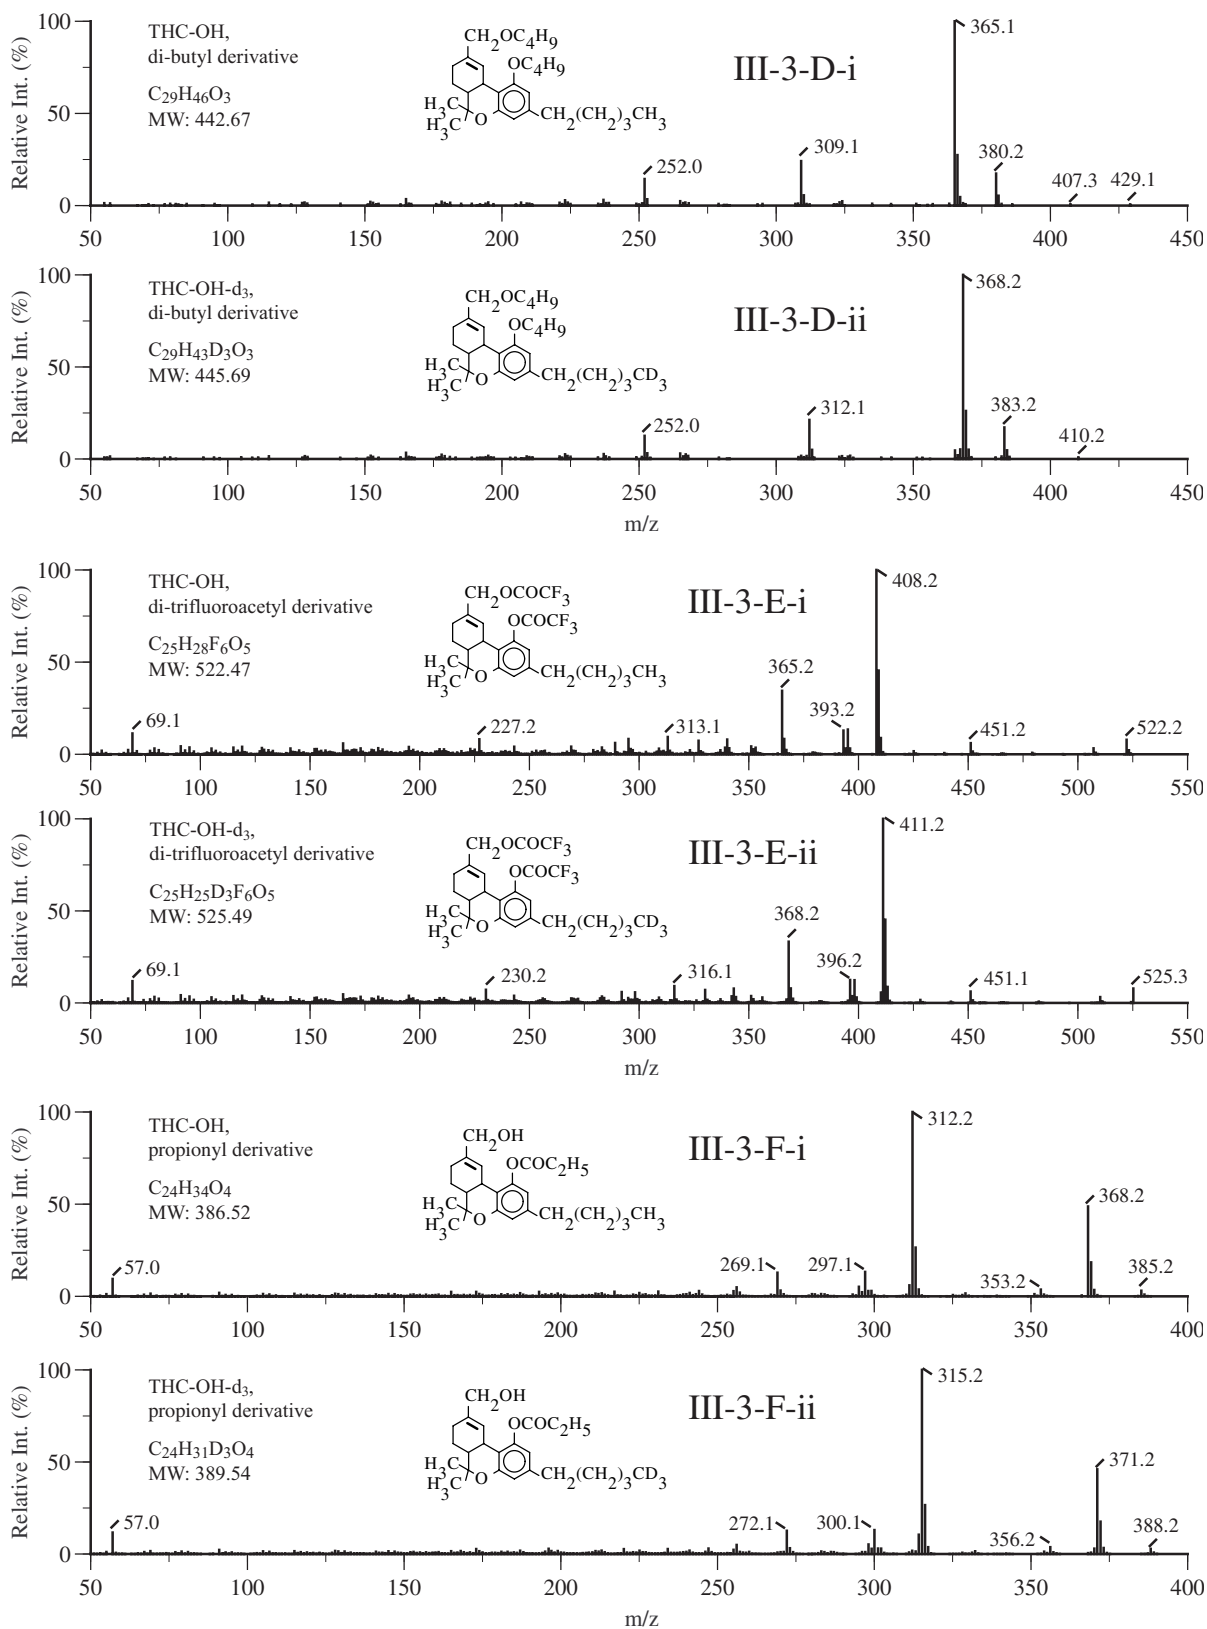 Relative Int. (%)
100
50
0
THC-OH,
di-butyl derivative
C29H46O3
MW: 442.67
CH2OC4H9
OC4H9
H3C
H3C
O
CH2(CH2)3CH3
III-3-D-i
252.0
309.1
365.1
380.2
407.3
429.1
50 100 150 200 250 300 350 400 450
Relative Int. (%)
100
50
0
THC-OH-d3,
di-butyl derivative
C29H43D3O3
MW: 445.69
CH2OC4H9
OC4H9
H3C
H3C
O
CH2(CH2)3CD3
III-3-D-ii
252.0
312.1
368.2
383.2
410.2
50 100 150 200 250 300 350 400 450
m/z
Relative Int. (%)
100
50
0
THC-OH,
di-trifluoroacetyl derivative
C25H28F6O5
MW: 522.47
CH2OCOCF3
OCOCF3
H3C
H3C
O
CH2(CH2)3CH3
III-3-E-i
69.1
227.2
313.1
365.2
393.2
408.2
451.2
522.2
50 100 150 200 250 300 350 400 450 500 550
Relative Int. (%)
100
50
0
THC-OH-d3,
di-trifluoroacetyl derivative
C25H25D3F6O5
MW: 525.49
CH2OCOCF3
OCOCF3
H3C
H3C
O
CH2(CH2)3CD3
III-3-E-ii
69.1
230.2
316.1
368.2
396.2
411.2
451.1
525.3
50 100 150 200 250 300 350 400 450 500 550
m/z
Relative Int. (%)
100
50
0
THC-OH,
propionyl derivative
C24H34O4
MW: 386.52
CH2OH
OCOC2H5
H3C
H3C
O
CH2(CH2)3CH3
III-3-F-i
57.0
269.1
297.1
312.2
353.2
368.2
385.2
50 100 150 200 250 300 350 400
Relative Int. (%)
100
50
0
THC-OH-d3,
propionyl derivative
C24H31D3O4
MW: 389.54
CH2OH
OCOC2H5
H3C
H3C
O
CH2(CH2)3CD3
III-3-F-ii
57.0
272.1
300.1
315.2
356.2
371.2
388.2
50 100 150 200 250 300 350 400
m/z